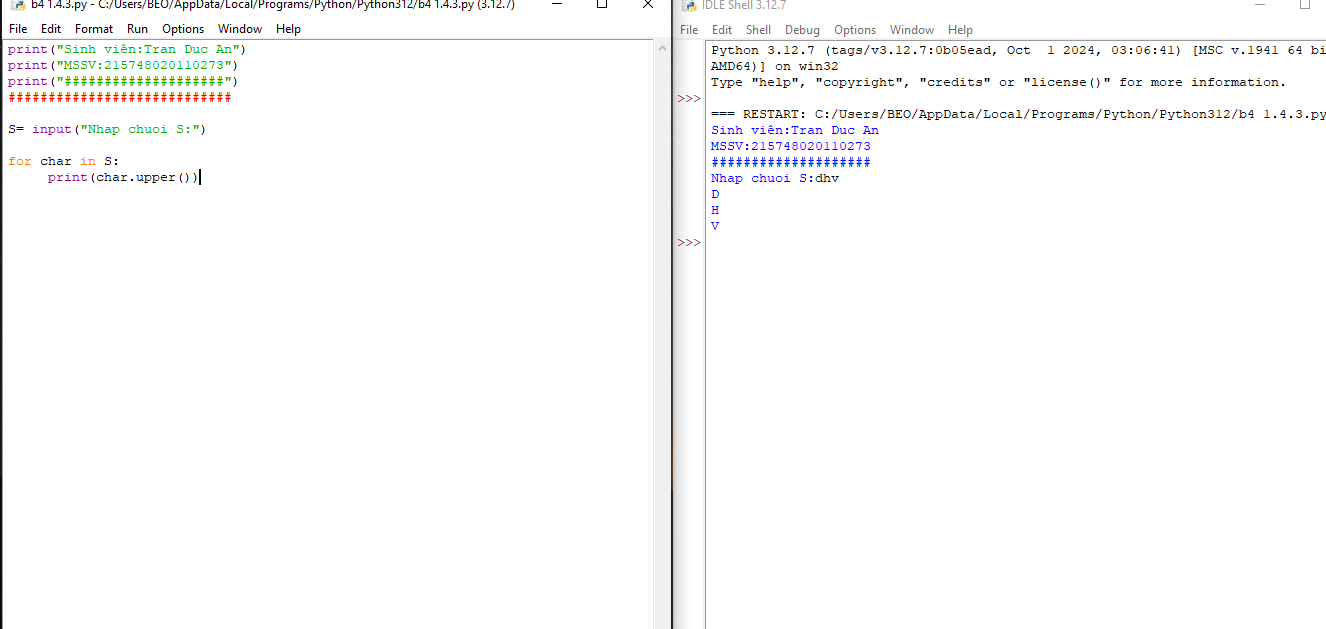 b4 1.4.3.py - C:/Users/BEO/AppData/Local/Programs/Python/Python312/b4 1.4.3.py (3.12.7)
File Edit Format Run Options Window Help
print("Sinh viên:Tran Duc An")
print("MSSV:215748020110273")
print("####################")
############################
S= input("Nhap chuoi S:")
for char in S:
print(char.upper())
IDLE Shell 3.12.7
File Edit Shell Debug Options Window Help
Python 3.12.7 (tags/v3.12.7:0b05ead, Oct  1 2024, 03:06:41) [MSC v.1941 64 bi
AMD64)] on win32
Type "help", "copyright", "credits" or "license()" for more information.
>>>
=== RESTART: C:/Users/BEO/AppData/Local/Programs/Python/Python312/b4 1.4.3.py
Sinh viên:Tran Duc An
MSSV:215748020110273
####################
Nhap chuoi S:dhv
D
H
V
>>>